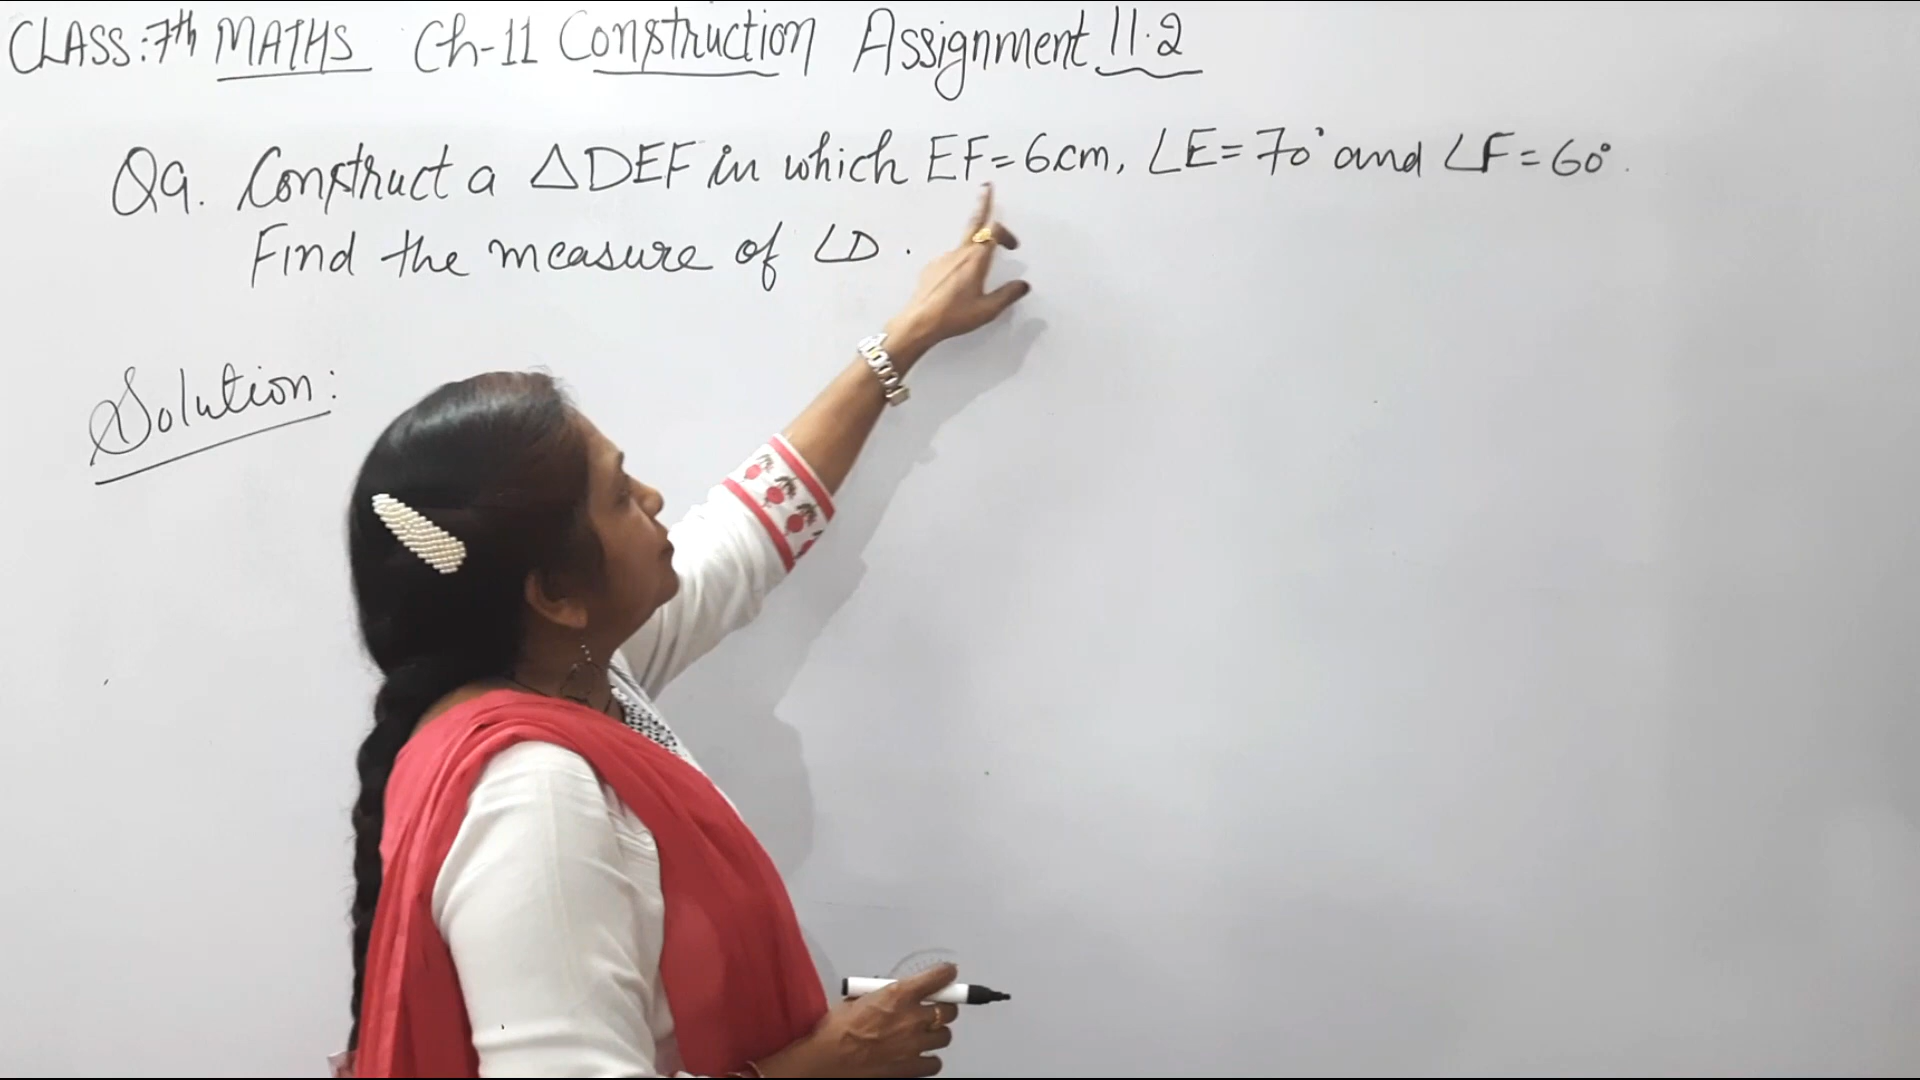 CLASS:7th MATHS Ch-11 Construction Assignment 11.2
Q9. Construct a △DEF in which EF=6cm, ∠E=70° and ∠F=60°.
Find the measure of ∠D.
Solution: